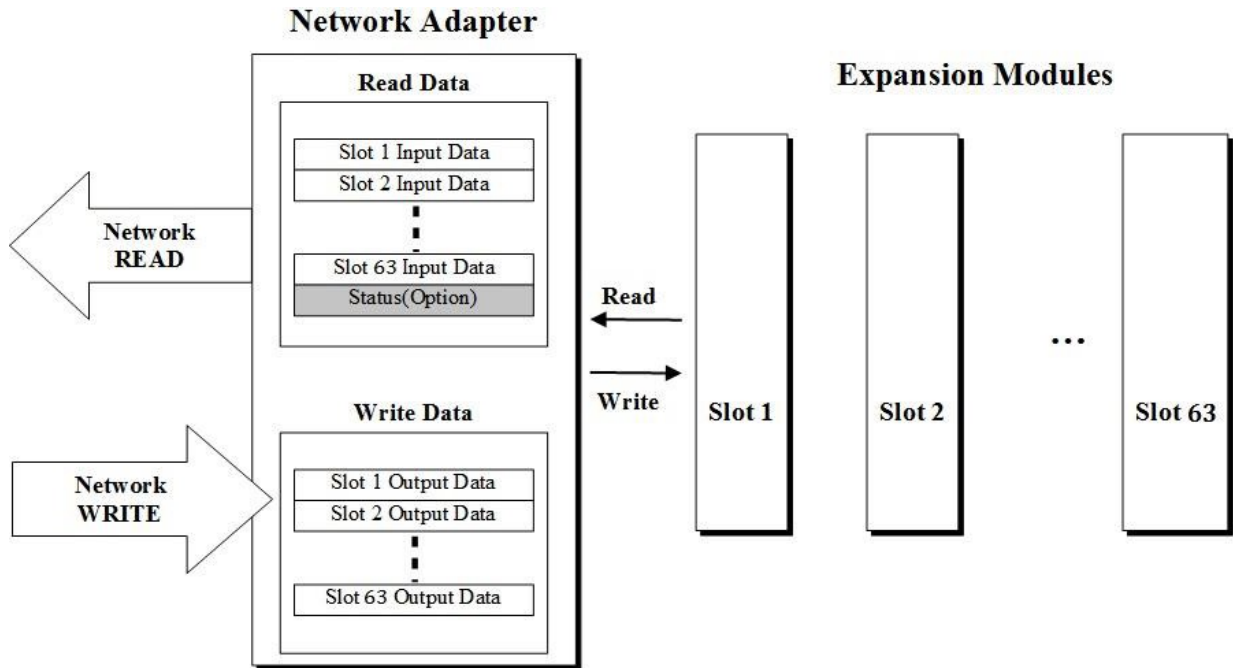 Network Adapter
Read Data
Slot 1 Input Data
Slot 2 Input Data
Slot 63 Input Data
Status(Option)
Network
READ
Write Data
Slot 1 Output Data
Slot 2 Output Data
Slot 63 Output Data
Network
WRITE
Read
Write
Expansion Modules
Slot 1
Slot 2
...
Slot 63